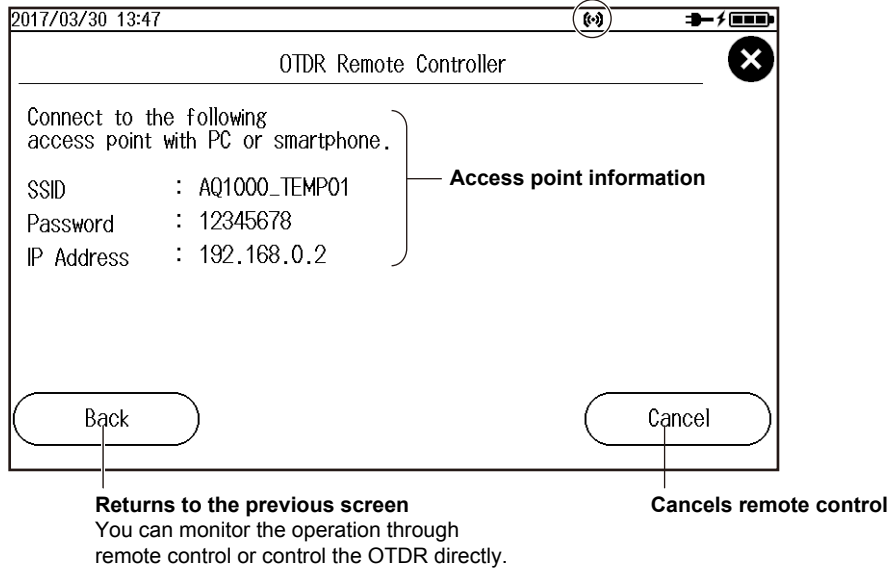 2017/03/30 13:47
OTDR Remote Controller
Connect to the following
access point with PC or smartphone.
SSID : AQ1000_TEMP01
Password : 12345678
IP Address : 192.168.0.2
Access point information
Back
Cancel
Returns to the previous screen
You can monitor the operation through
remote control or control the OTDR directly.
Cancels remote control